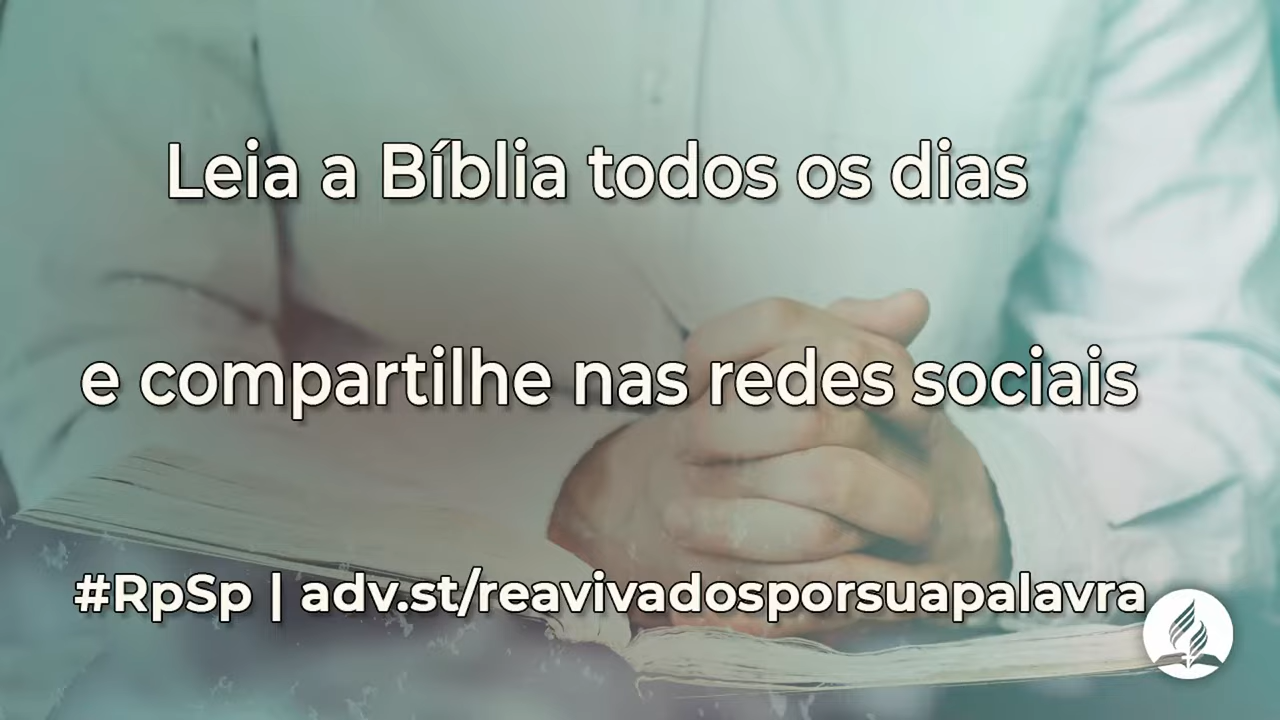 Leia a Bíblia todos os dias
e compartilhe nas redes sociais
#RpSp | adv.st/reavivadosporsuapalavra